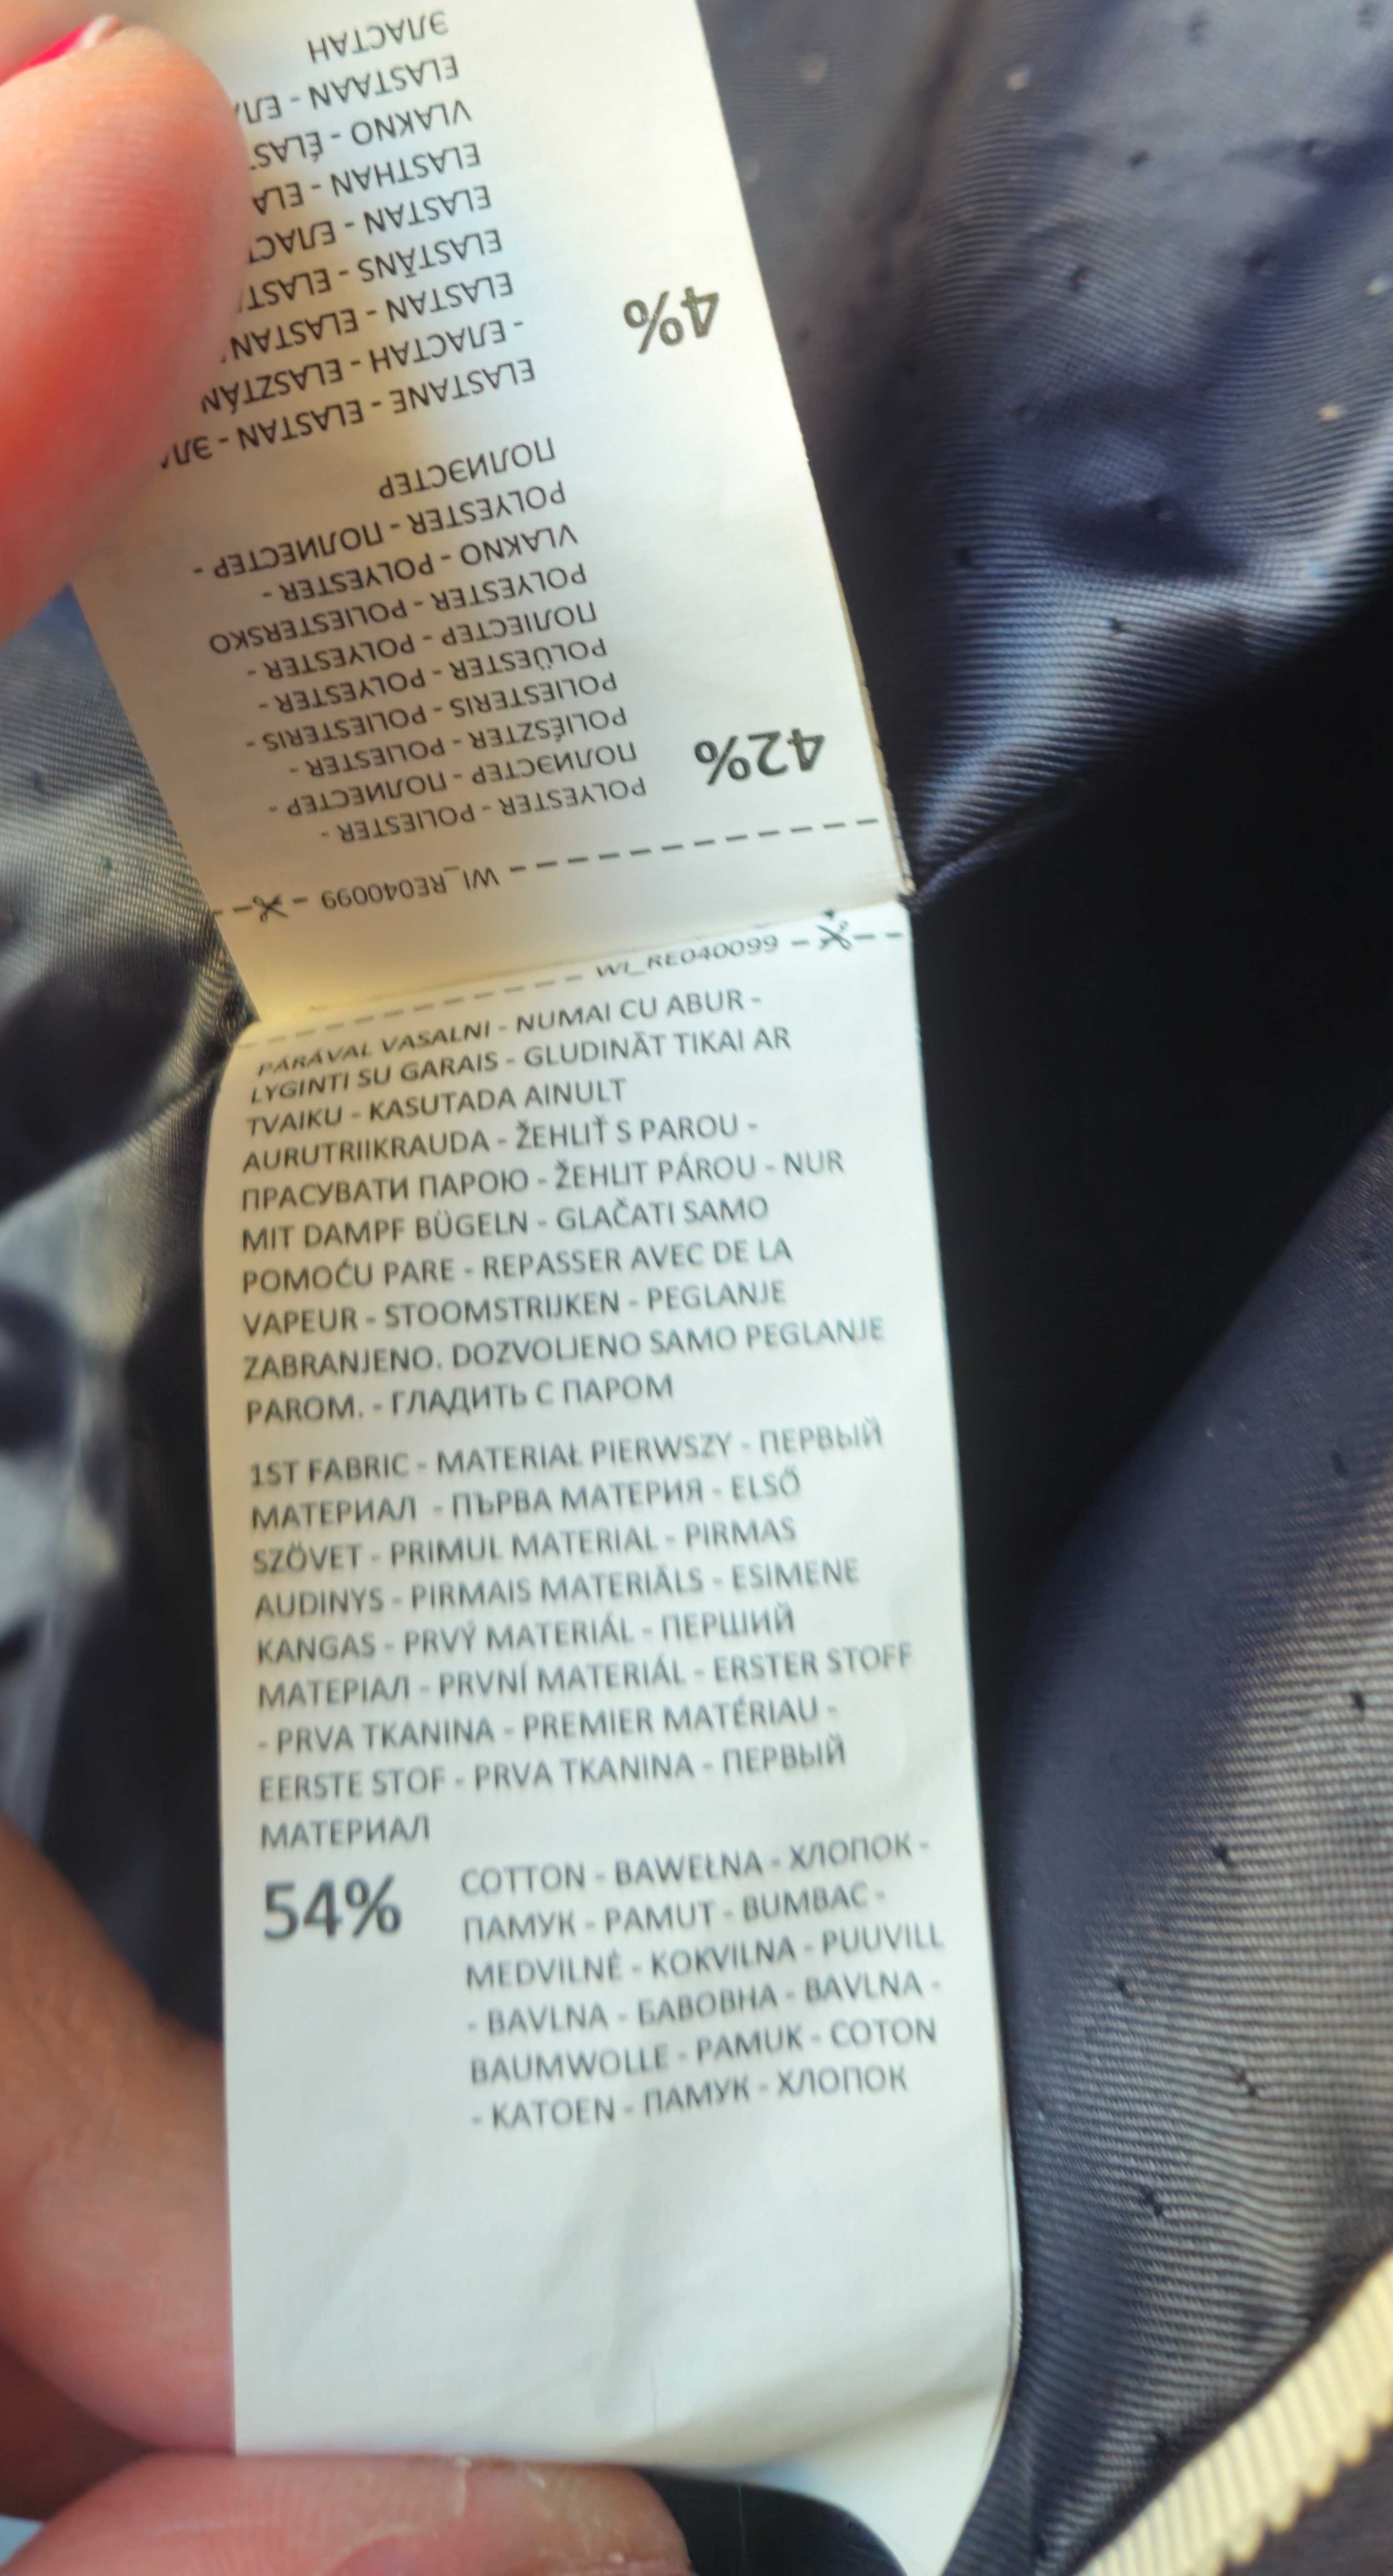 PÁRÁVAL VASALNI - NUMAI CU ABUR -
LYGINTI SU GARAIS - GLUDINĀT TIKAI AR
TVAIKU - KASUTADA AINULT
AURUTRIIKRAUDA - ŽEHLIŤ S PAROU -
ПРАСУВАТИ ПАРОЮ - ŽEHLIT PÁROU - NUR
MIT DAMPF BÜGELN - GLAČATI SAMO
POMOĆU PARE - REPASSER AVEC DE LA
VAPEUR - STOOMSTRIJKEN - PEGLANJE
ZABRANJENO. DOZVOLJENO SAMO PEGLANJE
PAROM. - ГЛАДИТЬ С ПАРОМ
1ST FABRIC - MATERIAŁ PIERWSZY - ПЕРВЫЙ
МАТЕРИАЛ - ПЪРВА МАТЕРИЯ - ELSŐ
SZÖVET - PRIMUL MATERIAL - PIRMAS
AUDINYS - PIRMAIS MATERIĀLS - ESIMENE
KANGAS - PRVÝ MATERIÁL - ПЕРШИЙ
МАТЕРІАЛ - PRVNÍ MATERIÁL - ERSTER STOFF
- PRVA TKANINA - PREMIER MATÉRIAU -
EERSTE STOF - PRVA TKANINA - ПЕРВЫЙ
МАТЕРИАЛ
54% COTTON - BAWEŁNA - ХЛОПОК -
ПАМУК - PAMUT - BUMBAC -
MEDVILNĖ - KOKVILNA - PUUVILL
- BAVLNA - БАВОВНА - BAVLNA -
BAUMWOLLE - PAMUK - COTON
- KATOEN - ПАМУК - ХЛОПОК
WI_RE040099
WI_RE040099
42% POLYESTER - POLIESTER -
ПОЛИЭСТЕР - ПОЛИЕСТЕР -
POLIÉSZTER - POLIESTER -
POLIESTERIS - POLIESTERIS -
POLÜESTER - POLYESTER -
ПОЛІЕСТЕР - POLYESTER -
POLYESTER - POLIESTERSKO
VLAKNO - POLYESTER -
POLYESTER - ПОЛИЕСТЕР -
ПОЛИЭСТЕР
4% ELASTANE - ELASTAN -
- ЕЛАСТАН - ELASZTÁN
ELASTAN - ELASTAN
ELASTĀNS -
ELASTAN -
ELASTHAN -
VLAKNO -
ELASTAAN -
ЭЛАСТАН